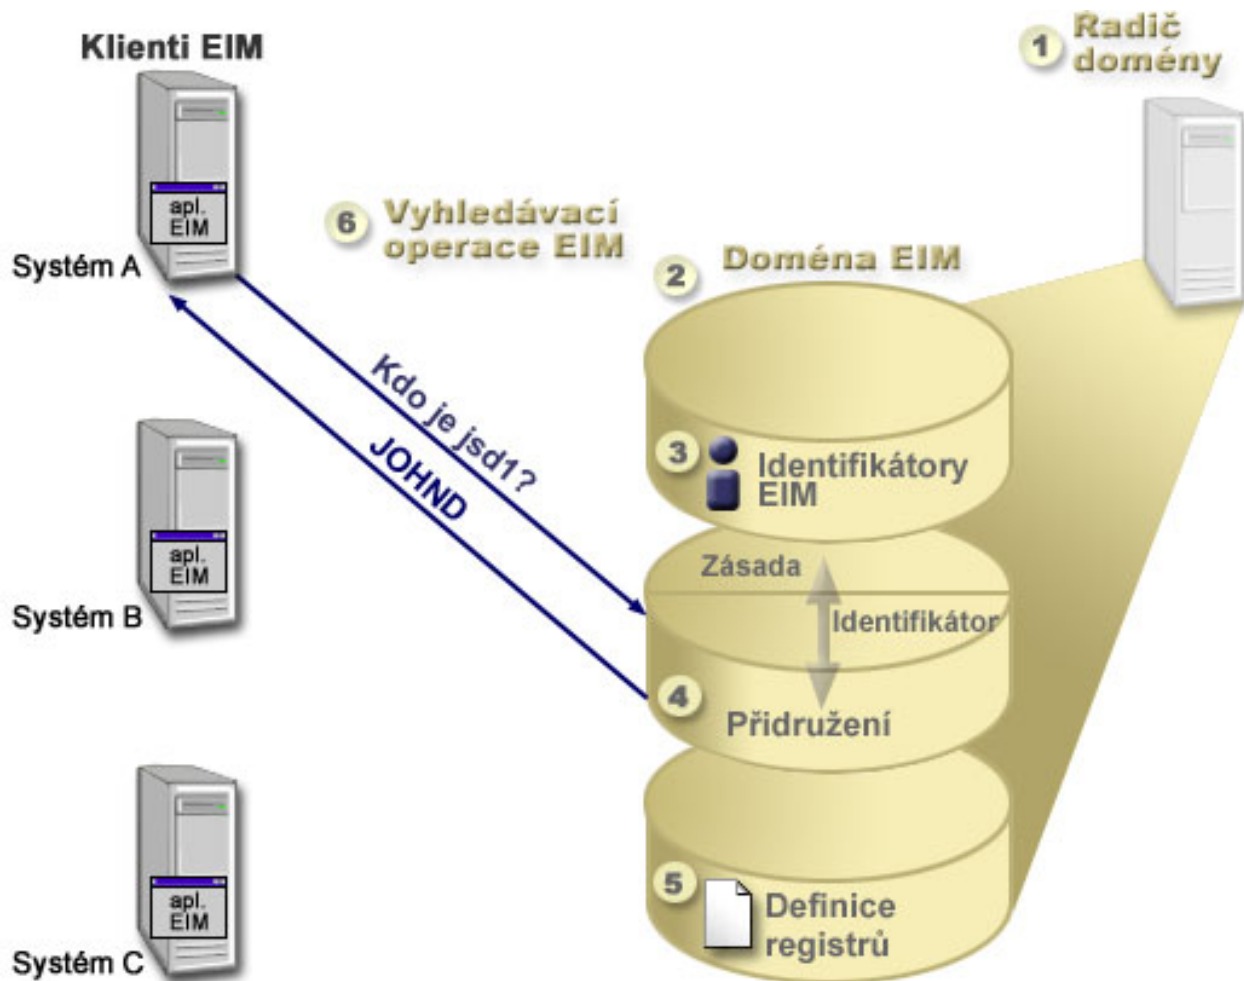 Klienti EIM
1 Řadič
domény
apl.
EIM
Systém A
6 Vyhledávací
operace EIM
2 Doména EIM
Kdo je jsd1?
JOHND
3 Identifikátory
EIM
apl.
EIM
Systém B
Zásada
Identifikátor
4 Přidružení
apl.
EIM
Systém C
5 Definice
registrů